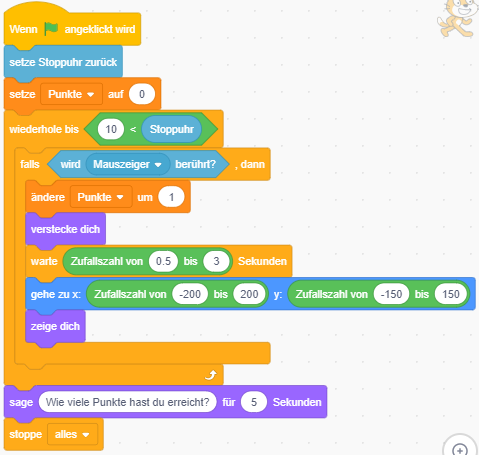 Wenn angeklickt wird
setze Stoppuhr zurück
setze Punkte auf 0
wiederhole bis 10 < Stoppuhr
falls wird Mauszeiger berührt? , dann
ändere Punkte um 1
verstecke dich
warte Zufallszahl von 0.5 bis 3 Sekunden
gehe zu x: Zufallszahl von -200 bis 200 y: Zufallszahl von -150 bis 150
zeige dich
sage Wie viele Punkte hast du erreicht? für 5 Sekunden
stoppe alles